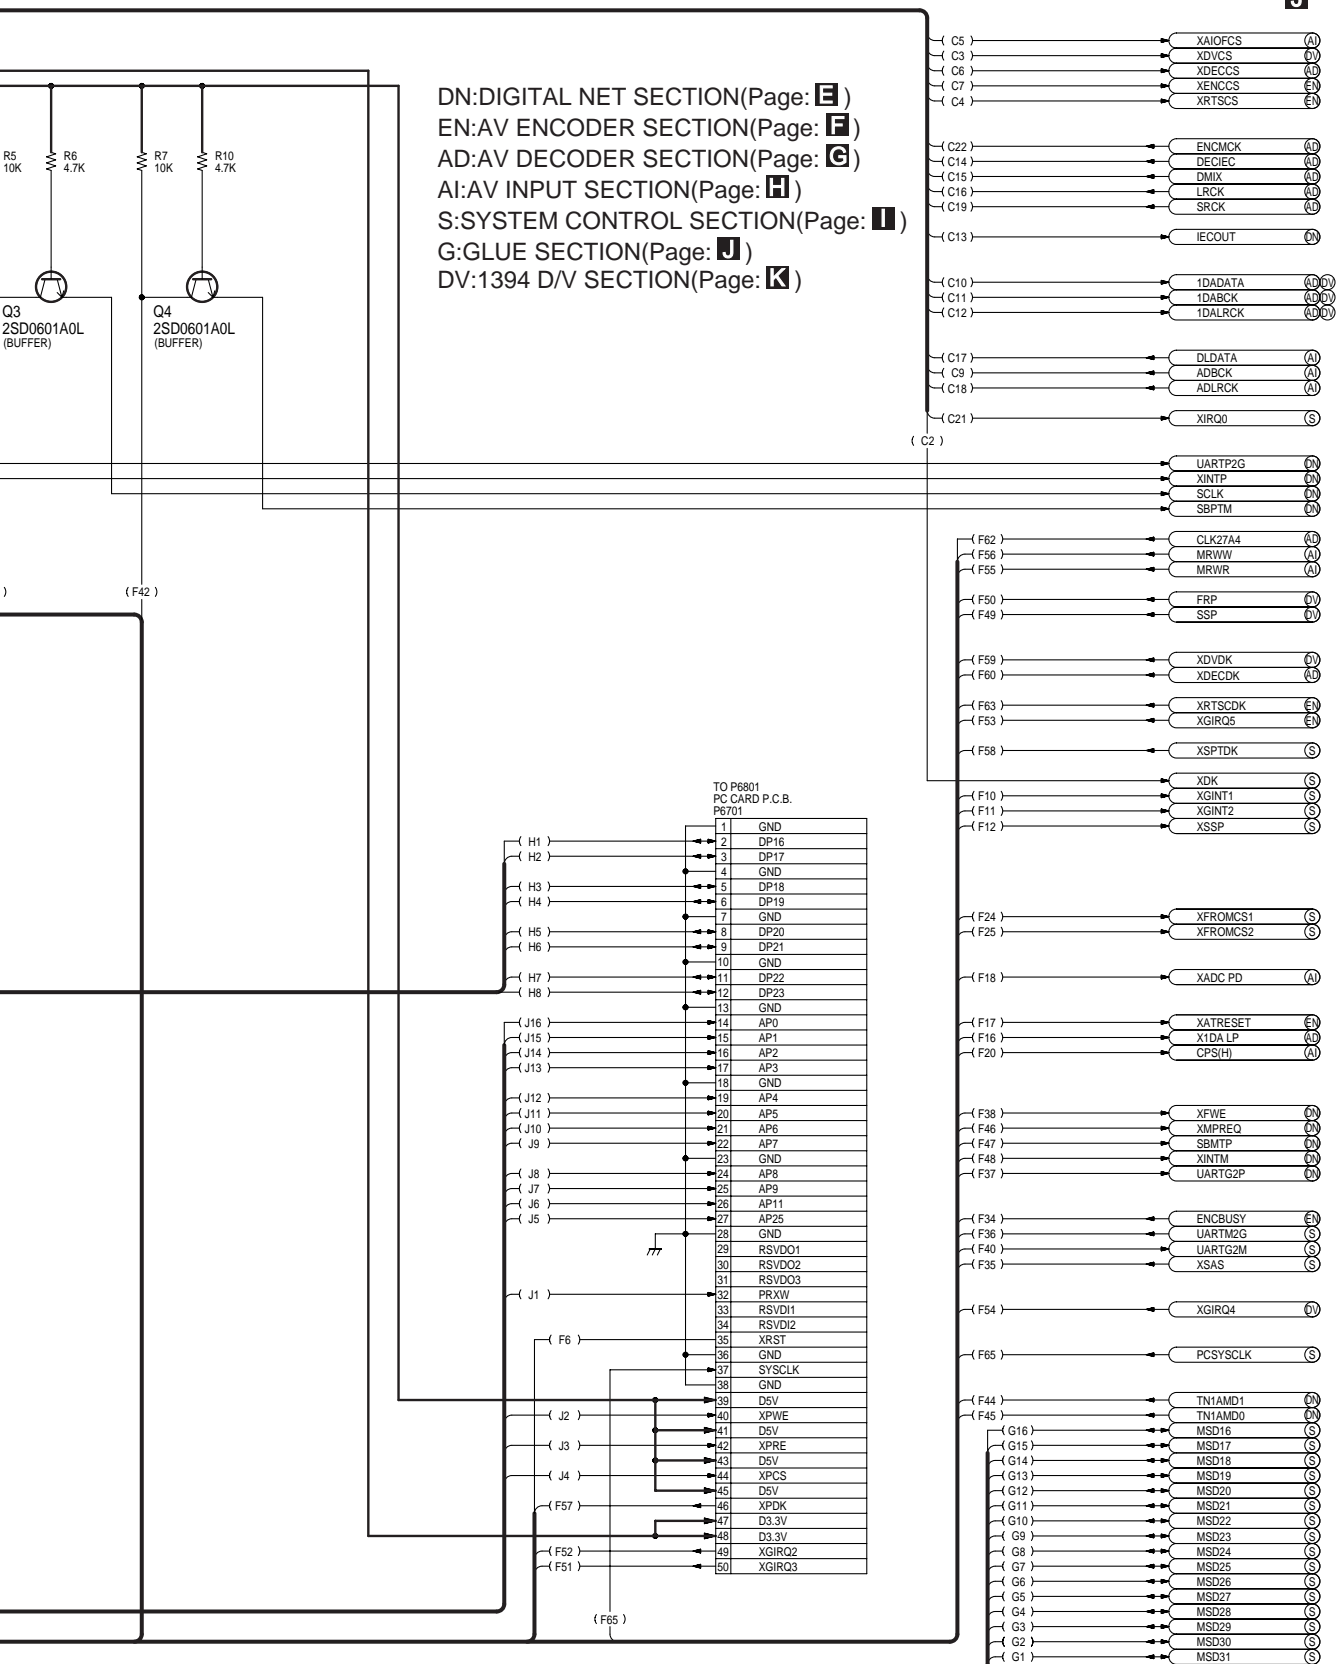 J
DN:DIGITAL NET SECTION(Page: E )
EN:AV ENCODER SECTION(Page: F )
AD:AV DECODER SECTION(Page: G )
AI:AV INPUT SECTION(Page: H )
S:SYSTEM CONTROL SECTION(Page: I )
G:GLUE SECTION(Page: J )
DV:1394 D/V SECTION(Page: K )
R5
10K
R6
4.7K
R7
10K
R10
4.7K
Q3
2SD0601A0L
(BUFFER)
Q4
2SD0601A0L
(BUFFER)
)
( F42 )
( C5 ) XAIOFCS AI
( C3 ) XDVCS DV
( C6 ) XDECCS AD
( C7 ) XENCCS EN
( C4 ) XRTSCS EN
( C22 ) ENCMCK AD
( C14 ) DECIEC AD
( C15 ) DMIX AD
( C16 ) LRCK AD
( C19 ) SRCK AD
( C13 ) IECOUT DN
( C10 ) 1DADATA AD DV
( C11 ) 1DABCK AD DV
( C12 ) 1DALRCK AD DV
( C17 ) DLDATA AI
( C9 ) ADBCK AI
( C18 ) ADLRCK AI
( C21 ) XIRQ0 S
( C2 )
UARTP2G DN
XINTP DN
SCLK DN
SBPTM DN
( F62 ) CLK27A4 AD
( F56 ) MRWW AI
( F55 ) MRWR AI
( F50 ) FRP DV
( F49 ) SSP DV
( F59 ) XDVDK DV
( F60 ) XDECDK AD
( F63 ) XRTSCDK EN
( F53 ) XGIRQ5 EN
( F58 ) XSPTDK S
XDK S
( F10 ) XGINT1 S
( F11 ) XGINT2 S
( F12 ) XSSP S
( F24 ) XFROMCS1 S
( F25 ) XFROMCS2 S
( F18 ) XADC PD AI
( F17 ) XATRESET EN
( F16 ) X1DA LP AD
( F20 ) CPS(H) AI
( F38 ) XFWE DN
( F46 ) XMPREQ DN
( F47 ) SBMTP DN
( F48 ) XINTM DN
( F37 ) UARTG2P DN
( F34 ) ENCBUSY EN
( F36 ) UARTM2G S
( F40 ) UARTG2M S
( F35 ) XSAS S
( F54 ) XGIRQ4 DV
( F65 ) PCSYSCLK S
( F44 ) TN1AMD1 DN
( F45 ) TN1AMD0 DN
( G16 ) MSD16 S
( G15 ) MSD17 S
( G14 ) MSD18 S
( G13 ) MSD19 S
( G12 ) MSD20 S
( G11 ) MSD21 S
( G10 ) MSD22 S
( G9 ) MSD23 S
( G8 ) MSD24 S
( G7 ) MSD25 S
( G6 ) MSD26 S
( G5 ) MSD27 S
( G4 ) MSD28 S
( G3 ) MSD29 S
( G2 ) MSD30 S
( G1 ) MSD31 S
TO P6801
PC CARD P.C.B.
P6701
1 GND
( H1 ) 2 DP16
( H2 ) 3 DP17
4 GND
( H3 ) 5 DP18
( H4 ) 6 DP19
7 GND
( H5 ) 8 DP20
( H6 ) 9 DP21
10 GND
( H7 ) 11 DP22
( H8 ) 12 DP23
13 GND
( J16 ) 14 AP0
( J15 ) 15 AP1
( J14 ) 16 AP2
( J13 ) 17 AP3
18 GND
( J12 ) 19 AP4
( J11 ) 20 AP5
( J10 ) 21 AP6
( J9 ) 22 AP7
23 GND
( J8 ) 24 AP8
( J7 ) 25 AP9
( J6 ) 26 AP11
( J5 ) 27 AP25
28 GND
29 RSVDO1
30 RSVDO2
31 RSVDO3
( J1 ) 32 PRXW
33 RSVDI1
34 RSVDI2
( F6 ) 35 XRST
36 GND
37 SYSCLK
38 GND
39 D5V
( J2 ) 40 XPWE
41 D5V
( J3 ) 42 XPRE
43 D5V
( J4 ) 44 XPCS
45 D5V
( F57 ) 46 XPDK
47 D3.3V
48 D3.3V
( F52 ) 49 XGIRQ2
( F51 ) 50 XGIRQ3
( F65 )